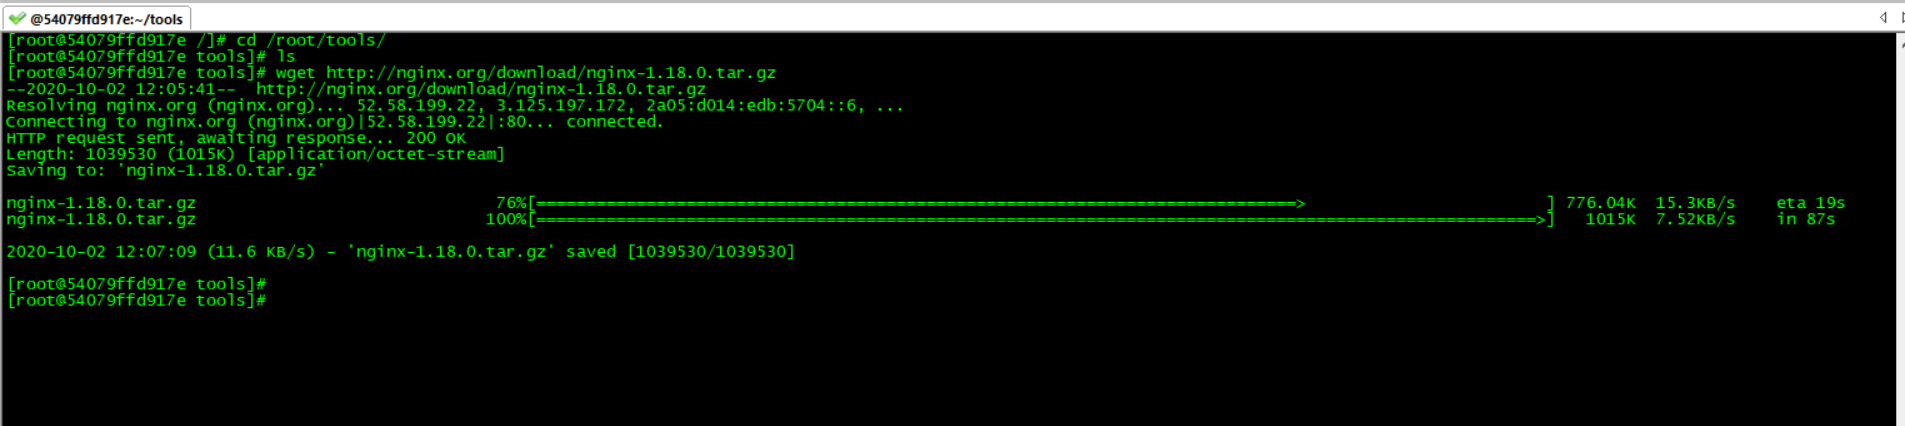 @54079ffd917e:~/tools
[root@54079ffd917e /]# cd /root/tools/
[root@54079ffd917e tools]# ls
[root@54079ffd917e tools]# wget http://nginx.org/download/nginx-1.18.0.tar.gz
--2020-10-02 12:05:41--  http://nginx.org/download/nginx-1.18.0.tar.gz
Resolving nginx.org (nginx.org)... 52.58.199.22, 3.125.197.172, 2a05:d014:edb:5704::6, ...
Connecting to nginx.org (nginx.org)|52.58.199.22|:80... connected.
HTTP request sent, awaiting response... 200 OK
Length: 1039530 (1015K) [application/octet-stream]
Saving to: 'nginx-1.18.0.tar.gz'
nginx-1.18.0.tar.gz 76%[===========================================================================> ] 776.04K 15.3KB/s eta 19s
nginx-1.18.0.tar.gz 100%[===================================================================================================>] 1015K 7.52KB/s in 87s
2020-10-02 12:07:09 (11.6 KB/s) - 'nginx-1.18.0.tar.gz' saved [1039530/1039530]
[root@54079ffd917e tools]#
[root@54079ffd917e tools]#